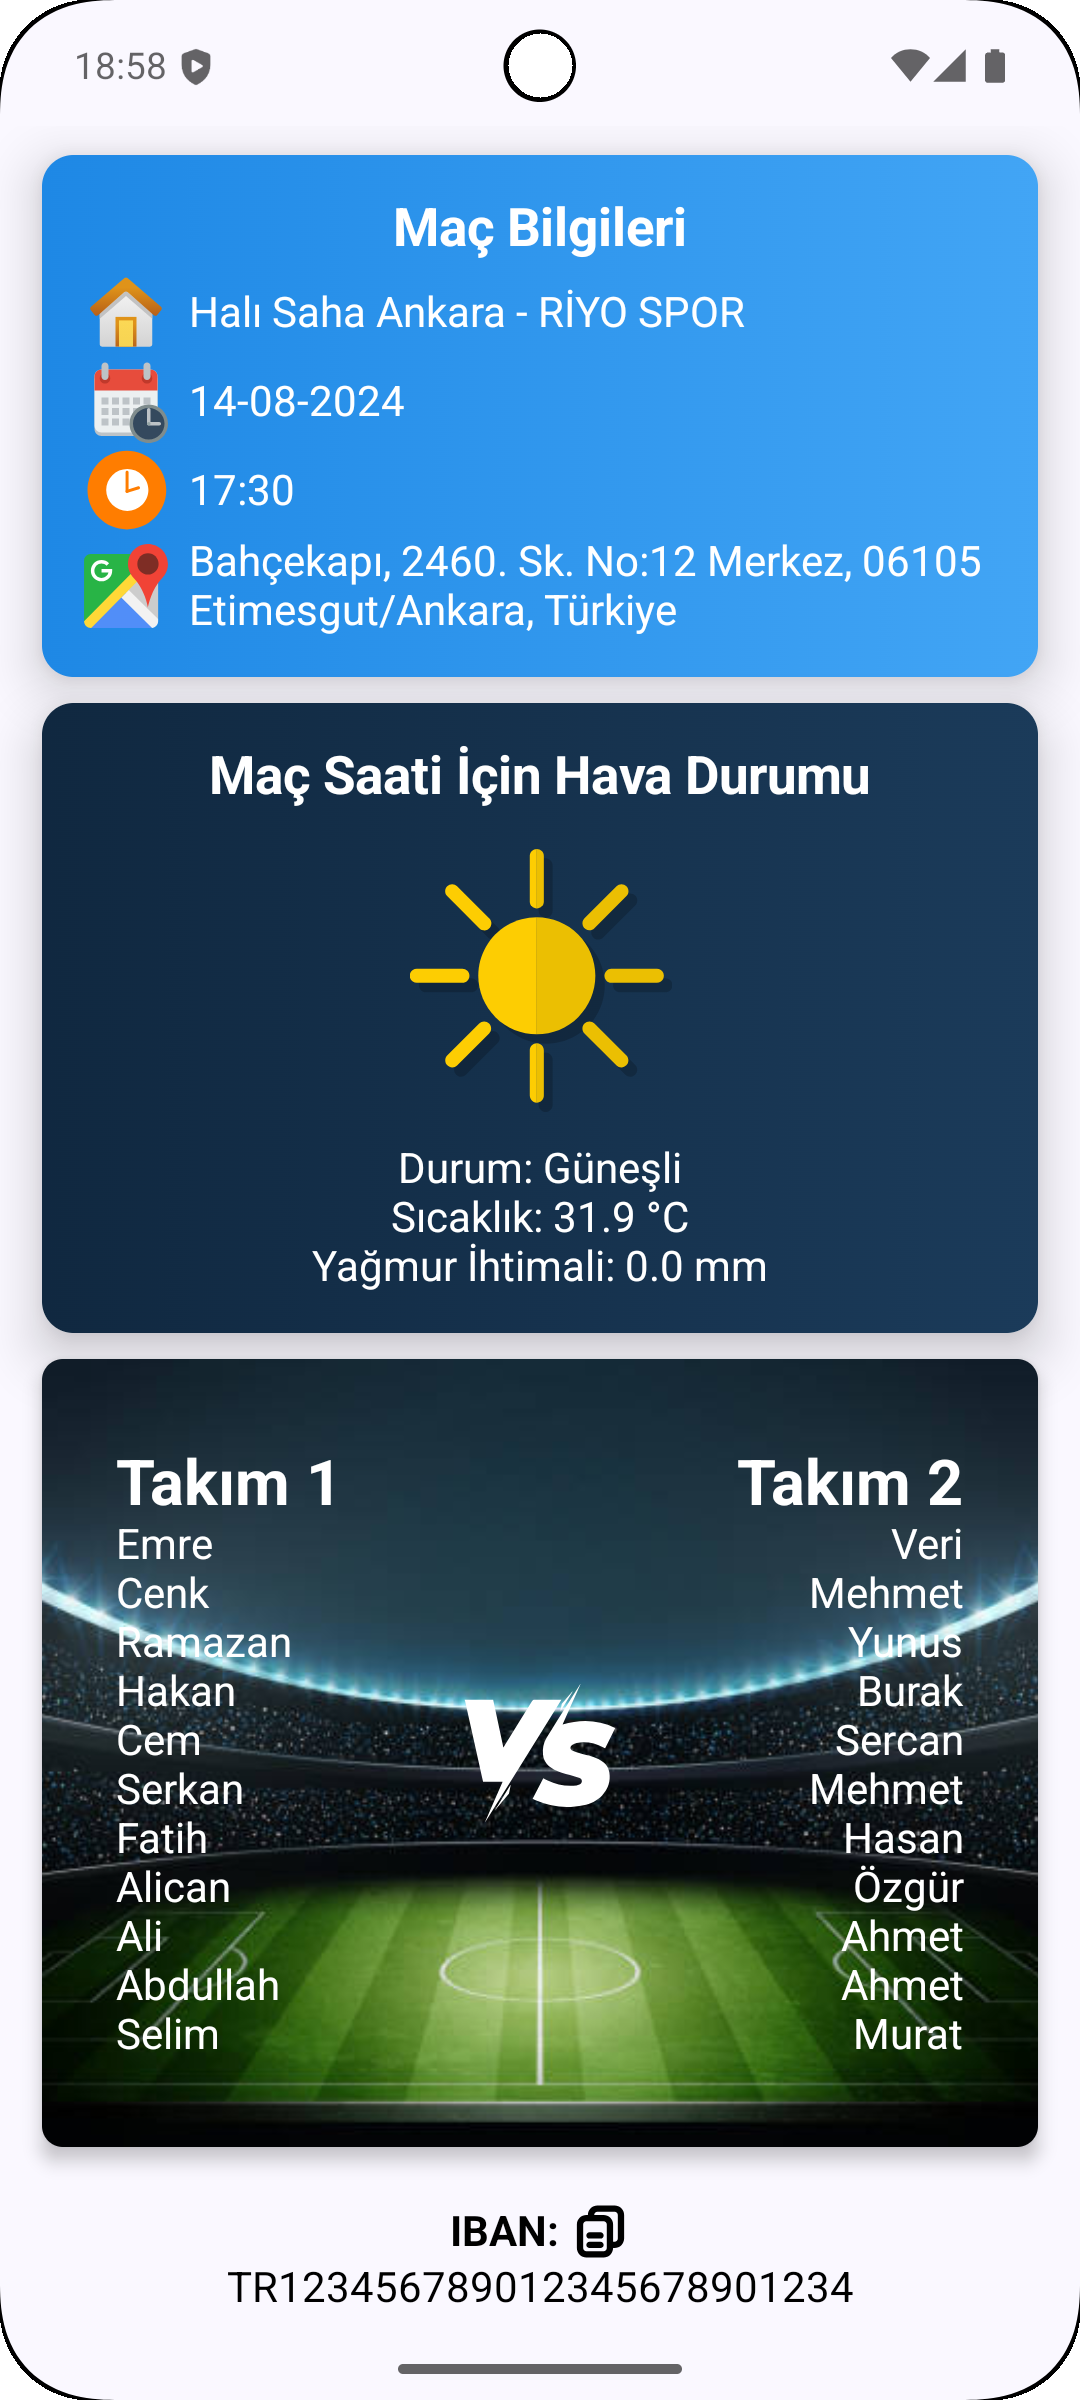 18:58
Maç Bilgileri
Halı Saha Ankara - RİYO SPOR
14-08-2024
17:30
G
Bahçekapı, 2460. Sk. No:12 Merkez, 06105
Etimesgut/Ankara, Türkiye
Maç Saati İçin Hava Durumu
Durum: Güneşli
Sıcaklık: 31.9 °C
Yağmur İhtimali: 0.0 mm
Takım 1
Emre
Cenk
Ramazan
Hakan
Cem
Serkan
Fatih
Alican
Ali
Abdullah
Selim
VS
Takım 2
Veri
Mehmet
Yunus
Burak
Sercan
Mehmet
Hasan
Özgür
Ahmet
Ahmet
Murat
IBAN:
TR123456789012345678901234